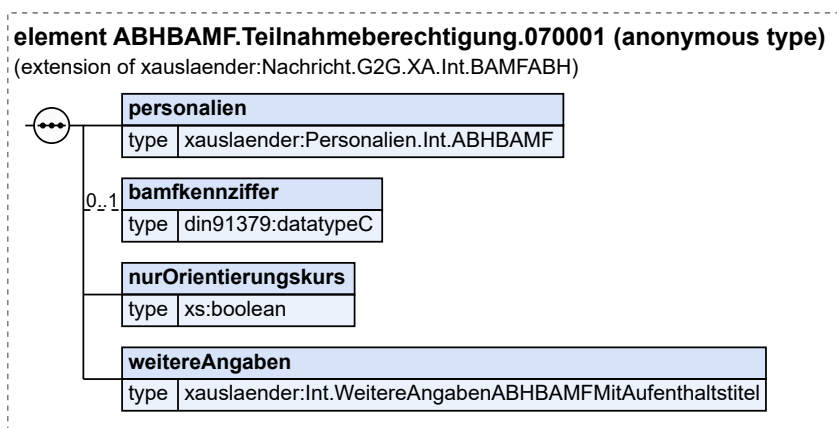 element ABHBAMF.Teilnahmeberechtigung.070001 (anonymous type)
(extension of xauslaender:Nachricht.G2G.XA.Int.BAMFABH)
personalien
type xauslaender:Personalien.Int.ABHBAMF
0..1
bamfkennziffer
type din91379:datatypeC
nurOrientierungskurs
type xs:boolean
weitereAngaben
type xauslaender:Int.WeitereAngabenABHBAMFMitAufenthaltstitel